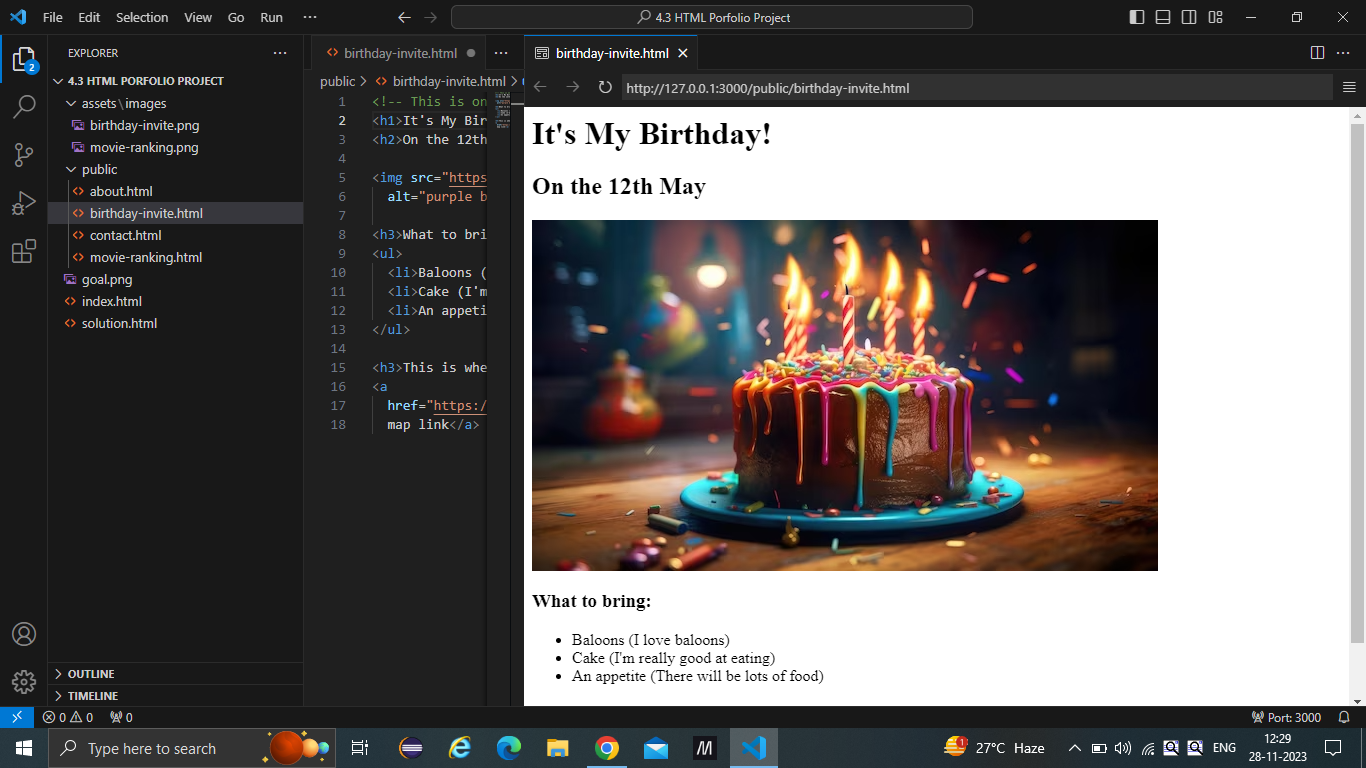 File Edit Selection View Go Run ··· 4.3 HTML Porfolio Project
EXPLORER ···
2
4.3 HTML PORFOLIO PROJECT
assets\images
birthday-invite.png
movie-ranking.png
public
about.html
birthday-invite.html
contact.html
movie-ranking.html
goal.png
index.html
solution.html
OUTLINE
TIMELINE
birthday-invite.html ···
public > birthday-invite.html >
1 <!-- This is on
2 <h1>It's My Bir
3 <h2>On the 12th
4
5 <img src="https
6 alt="purple b
7
8 <h3>What to bri
9 <ul>
10 <li>Baloons (
11 <li>Cake (I'm
12 <li>An appeti
13 </ul>
14
15 <h3>This is whe
16 <a
17 href="https:/
18 map link</a>
birthday-invite.html ···
http://127.0.0.1:3000/public/birthday-invite.html
It's My Birthday!
On the 12th May
What to bring:
• Baloons (I love baloons)
• Cake (I'm really good at eating)
• An appetite (There will be lots of food)
0 0 0 Port: 3000
Type here to search M 1 27°C Haze ENG 12:29
28-11-2023